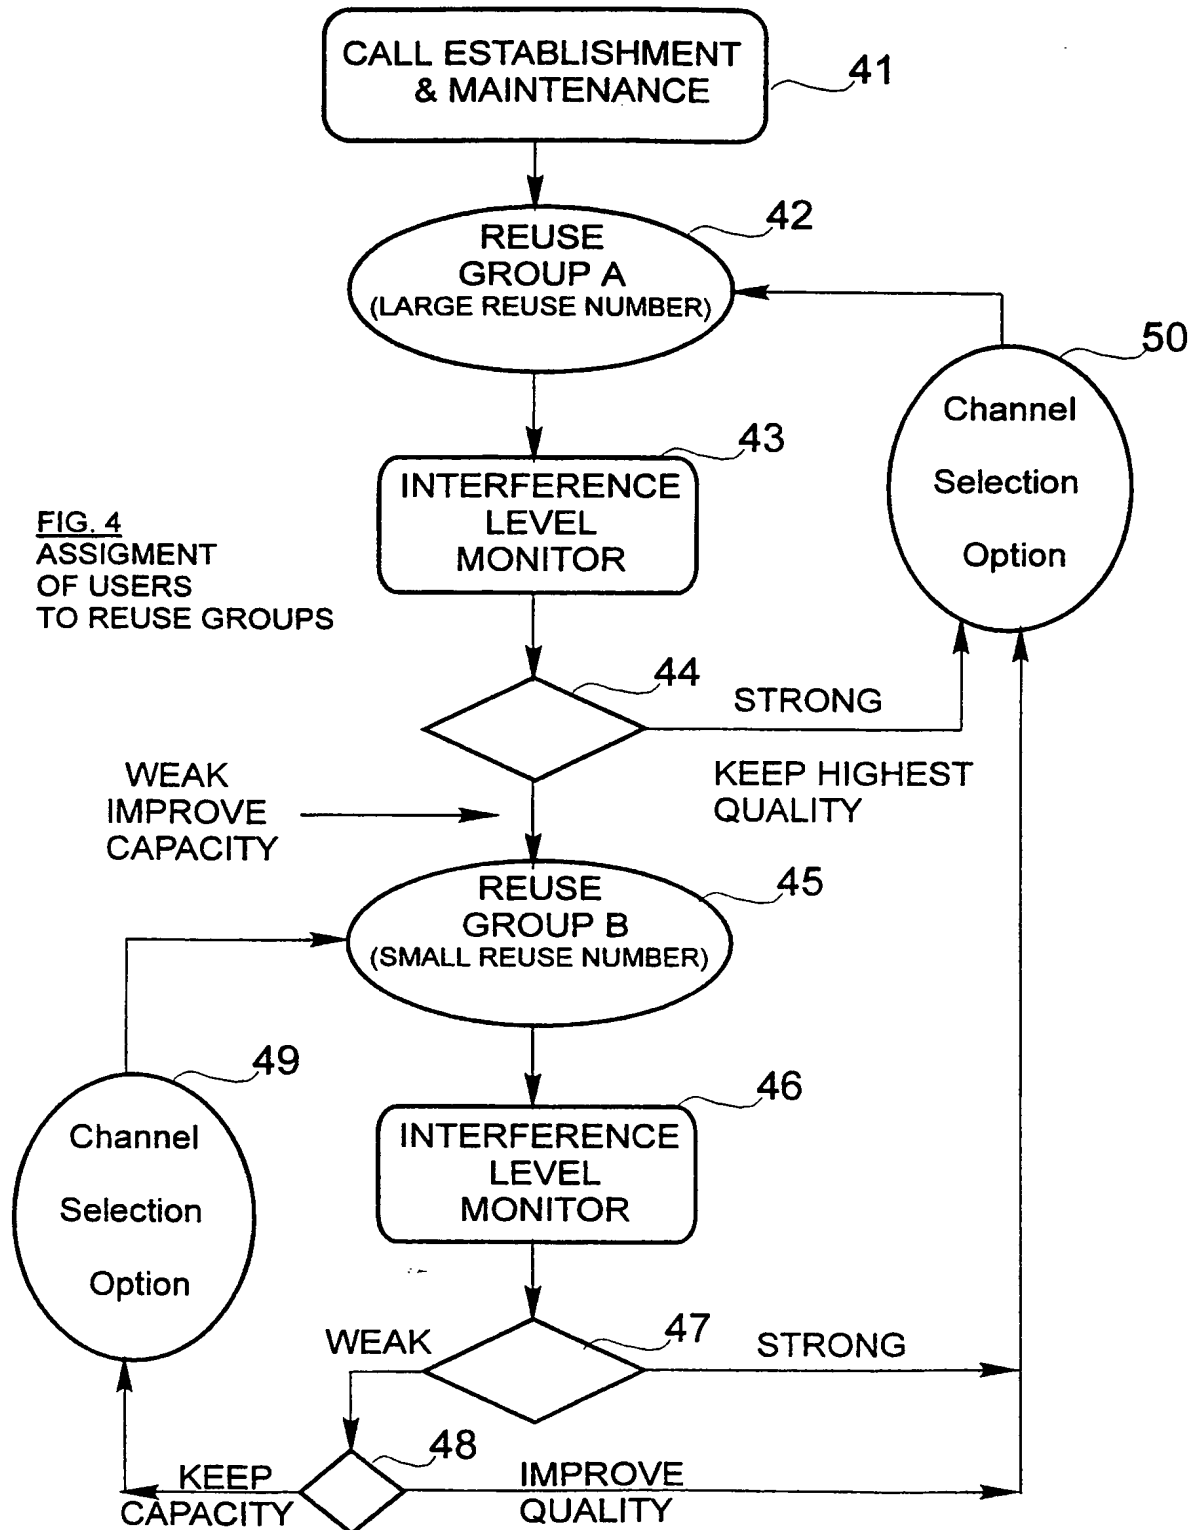 CALL ESTABLISHMENT
& MAINTENANCE
41
42
REUSE
GROUP A
(LARGE REUSE NUMBER)
50
Channel
Selection
Option
43
INTERFERENCE
LEVEL
MONITOR
FIG. 4
ASSIGMENT
OF USERS
TO REUSE GROUPS
44
STRONG
KEEP HIGHEST
QUALITY
WEAK
IMPROVE
CAPACITY
45
REUSE
GROUP B
(SMALL REUSE NUMBER)
49
Channel
Selection
Option
46
INTERFERENCE
LEVEL
MONITOR
47
WEAK
STRONG
48
KEEP
CAPACITY
IMPROVE
QUALITY